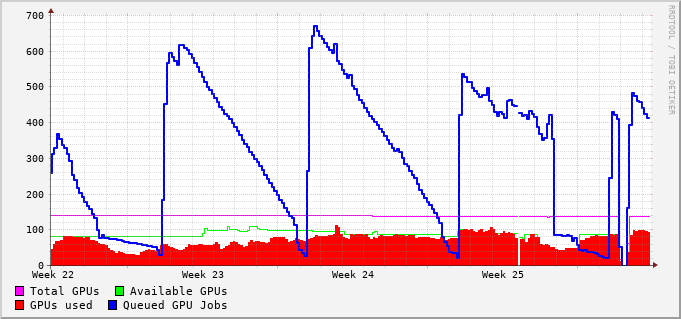 700
600
500
400
300
200
100
0
Week 22 Week 23 Week 24 Week 25
Total GPUs Available GPUs
GPUs used Queued GPU Jobs
RRDTOOL / TOBI OETIKER